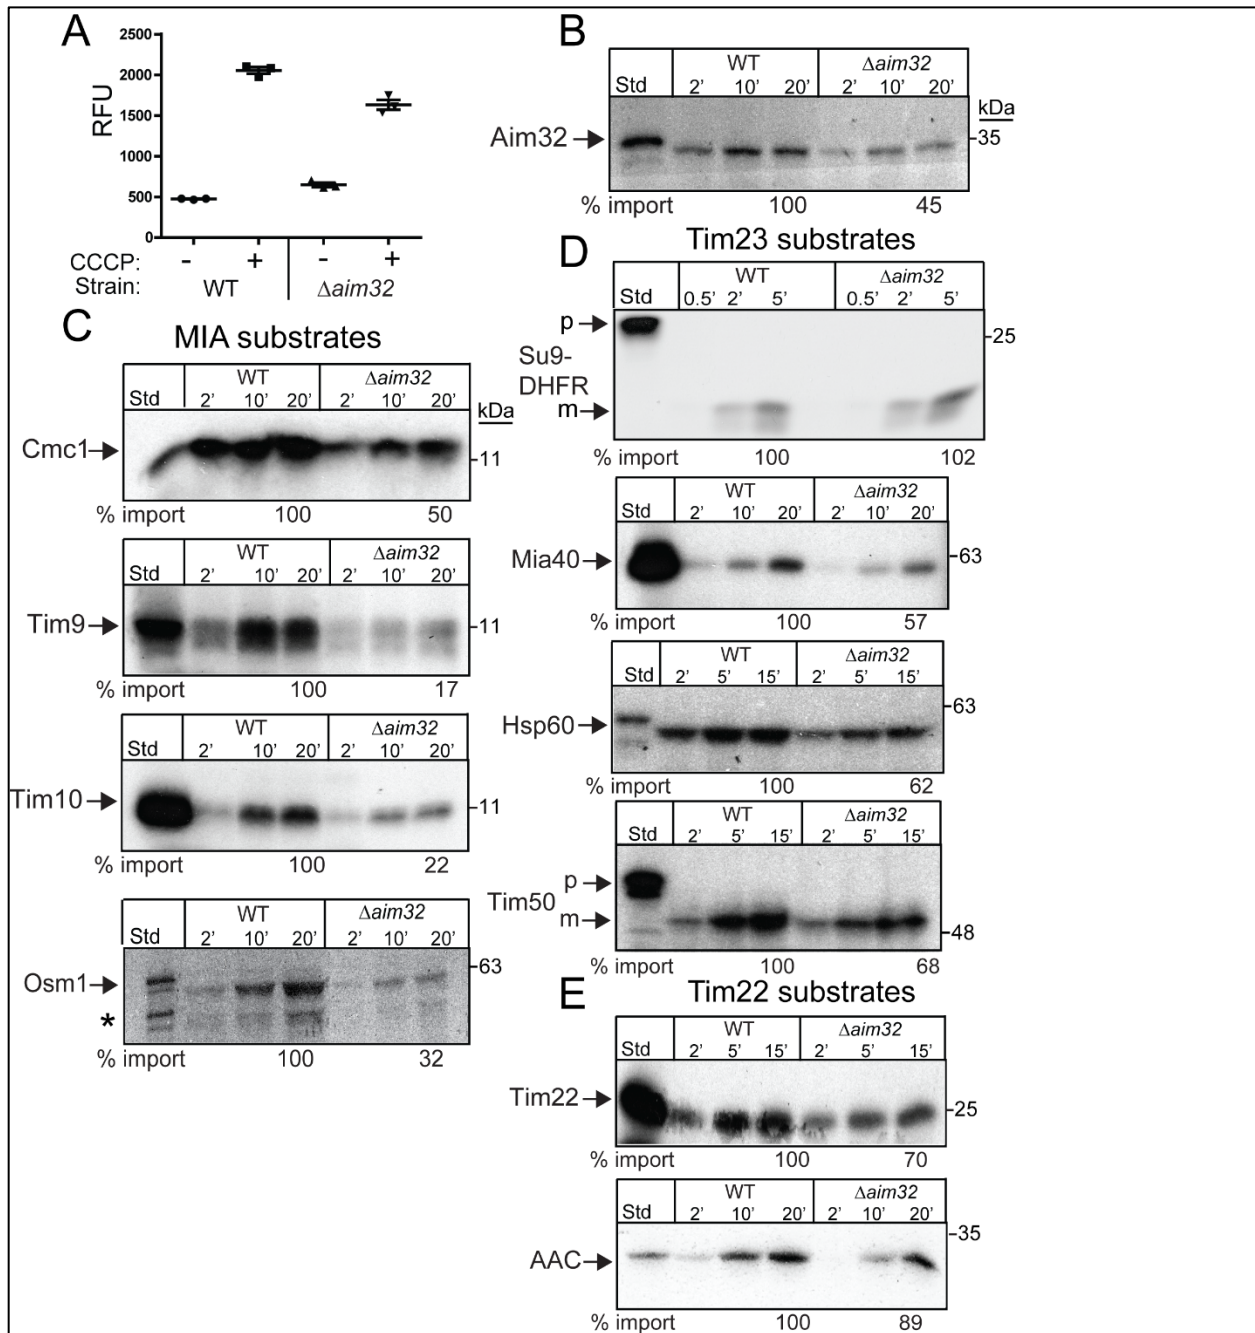 A
2500
2000
1500
1000
500
0
RFU
CCCP: - + - +
Strain: WT Δaim32
B
WT Δaim32
Std 2' 10' 20' 2' 10' 20'
kDa
Aim32
-35
% import 100 45
C
MIA substrates
WT Δaim32
Std 2' 10' 20' 2' 10' 20'
kDa
Cmc1
-11
% import 100 50
WT Δaim32
Std 2' 10' 20' 2' 10' 20'
Tim9
-11
% import 100 17
WT Δaim32
Std 2' 10' 20' 2' 10' 20'
Tim10
-11
% import 100 22
WT Δaim32
Std 2' 10' 20' 2' 10' 20'
-63
Osm1
*
% import 100 32
D
Tim23 substrates
WT Δaim32
Std 0.5' 2' 5' 0.5' 2' 5'
p
-25
Su9-
DHFR
m
% import 100 102
WT Δaim32
Std 2' 10' 20' 2' 10' 20'
Mia40
-63
% import 100 57
WT Δaim32
Std 2' 5' 15' 2' 5' 15'
-63
Hsp60
% import 100 62
WT Δaim32
Std 2' 5' 15' 2' 5' 15'
p
Tim50
m
-48
% import 100 68
E
Tim22 substrates
WT Δaim32
Std 2' 5' 15' 2' 5' 15'
Tim22
-25
% import 100 70
WT Δaim32
Std 2' 10' 20' 2' 10' 20'
-35
AAC
% import 100 89